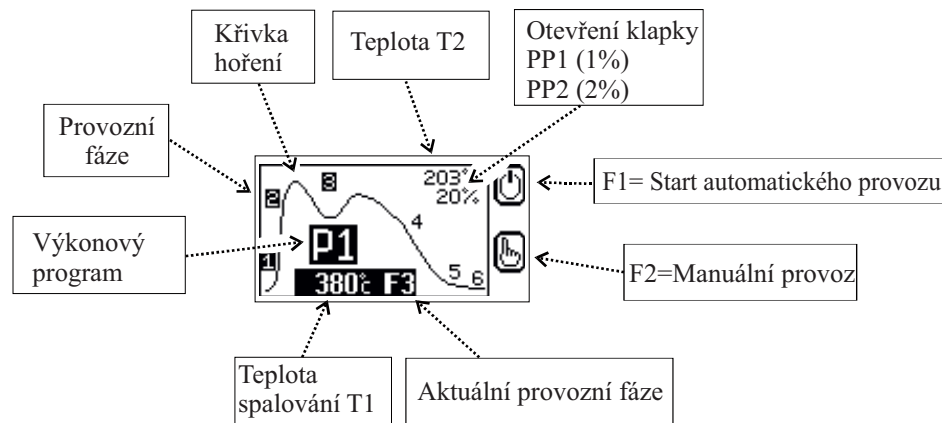 Křivka
hoření
Teplota T2
Otevření klapky
PP1 (1%)
PP2 (2%)
Provozní
fáze
F1= Start automatického provozu
Výkonový
program
F2=Manuální provoz
2
3
203°
20%
4
P1
1
5
6
380°c F3
Teplota
spalování T1
Aktuální provozní fáze